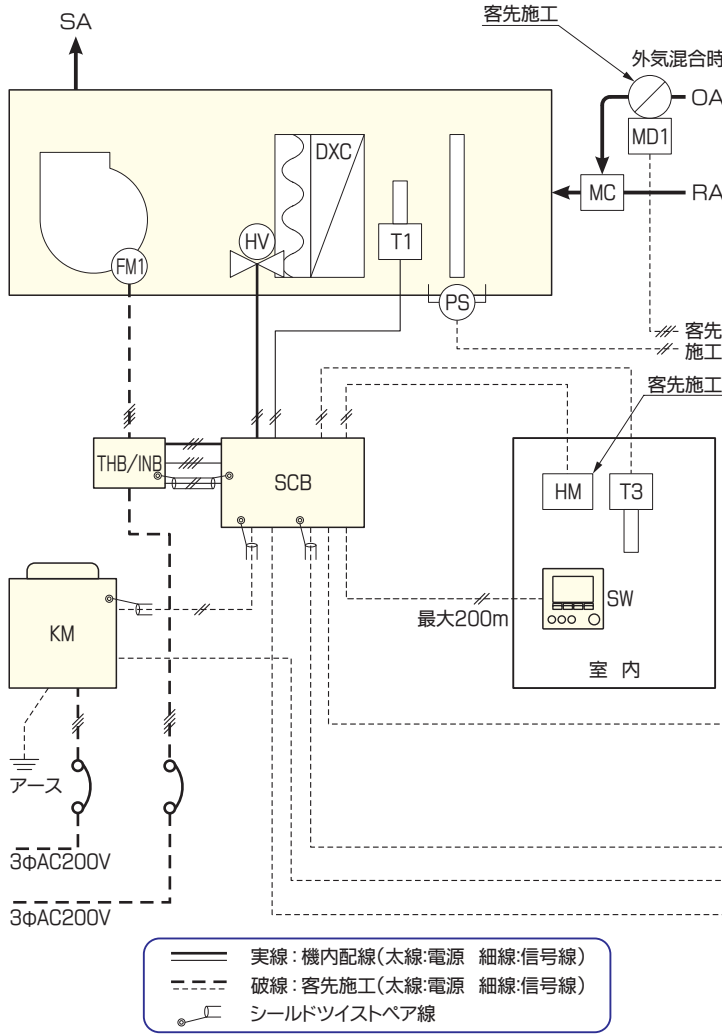 SA
客先施工
外気混合時
OA
MD1
DXC
MC
RA
HV
T1
FM1
PS
客先
施工
客先施工
THB/INB
SCB
HM
T3
KM
SW
最大200m
室内
アース
3φAC200V
3φAC200V
実線：機内配線(太線:電源 細線:信号線)
破線：客先施工(太線:電源 細線:信号線)
シールドツイストペア線